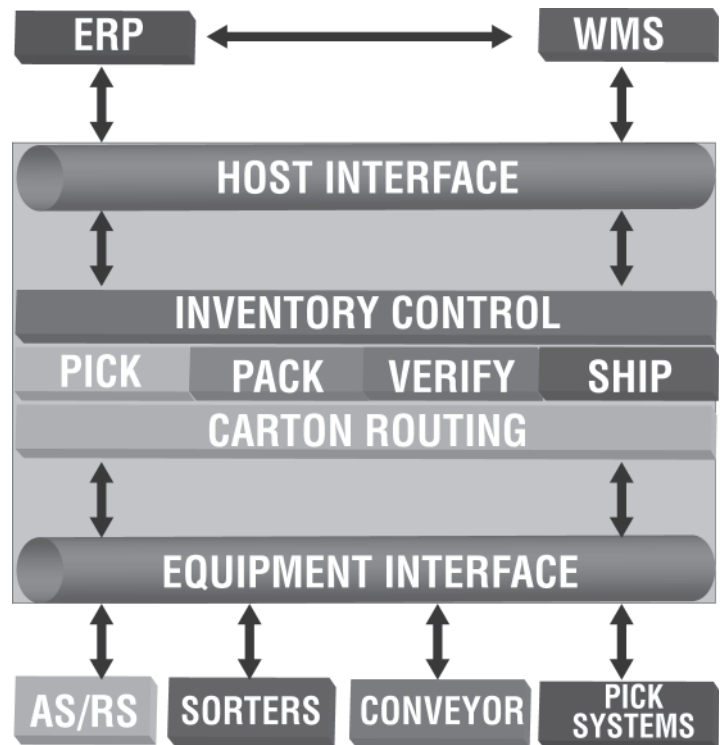 ERP
WMS
HOST INTERFACE
INVENTORY CONTROL
PICK
PACK
VERIFY
SHIP
CARTON ROUTING
EQUIPMENT INTERFACE
AS/RS
SORTERS
CONVEYOR
PICK
SYSTEMS